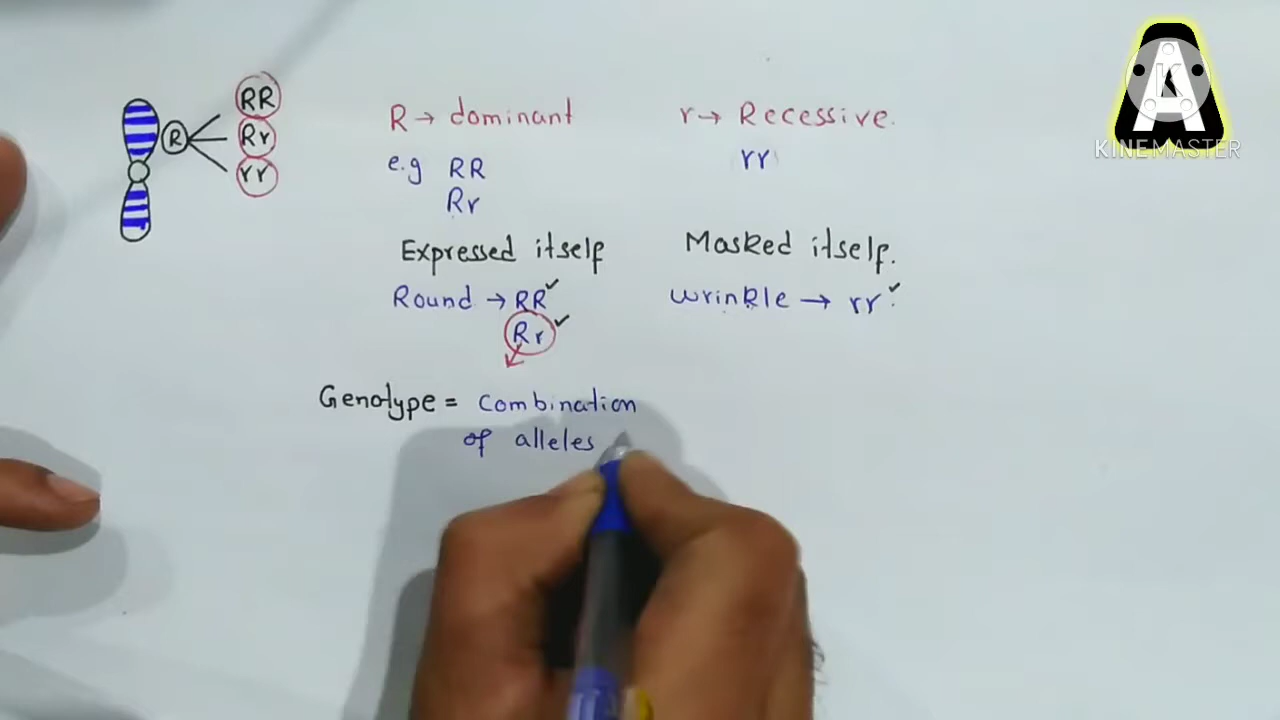 R
RR
Rr
rr
R → dominant
e.g RR
Rr
Expressed itself
Round → RR
Rr
r → Recessive.
rr
Masked itself.
wrinkle → rr
Genotype = combination
of alleles
K
KINEMASTER